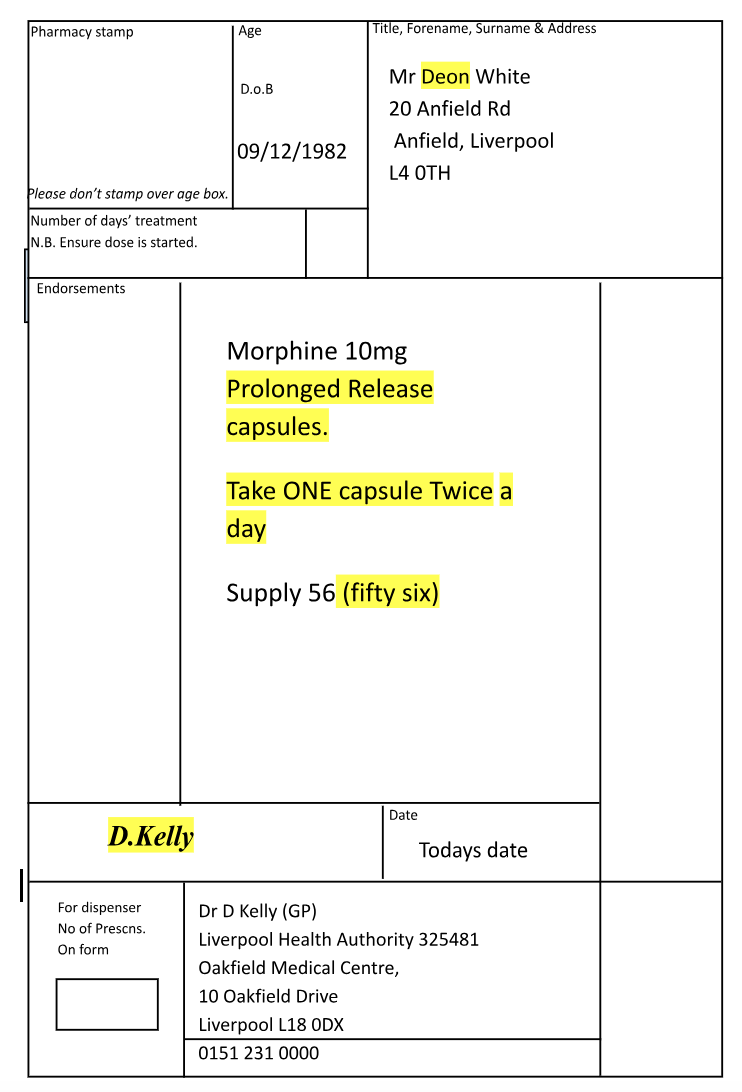 Pharmacy stamp
Age
Title, Forename, Surname & Address
D.o.B
09/12/1982
Mr Deon White
20 Anfield Rd
Anfield, Liverpool
L4 0TH
Please don't stamp over age box.
Number of days' treatment
N.B. Ensure dose is started.
Endorsements
Morphine 10mg
Prolonged Release
capsules.
Take ONE capsule Twice a
day
Supply 56 (fifty six)
D.Kelly
Date
Todays date
For dispenser
No of Prescns.
On form
Dr D Kelly (GP)
Liverpool Health Authority 325481
Oakfield Medical Centre,
10 Oakfield Drive
Liverpool L18 0DX
0151 231 0000